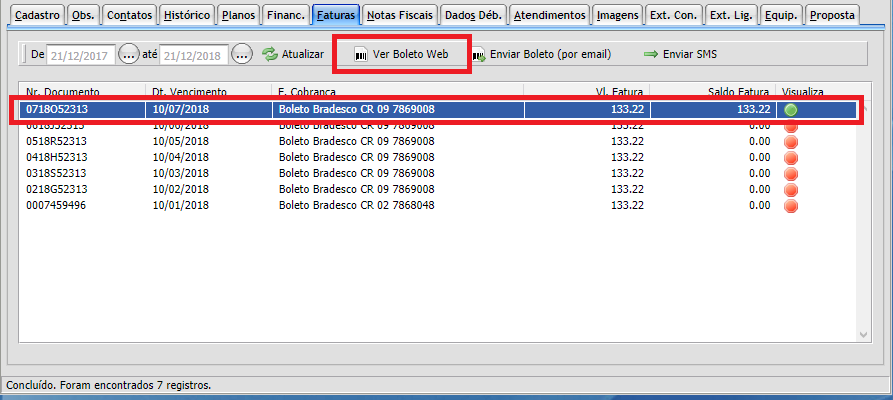 Cadastro Obs. Contatos Histórico Planos Financ. Faturas Notas Fiscais Dados Déb. Atendimentos Imagens Ext. Con. Ext. Lig. Equip. Proposta
De 21/12/2017 ... até 21/12/2018 ... Atualizar Ver Boleto Web Enviar Boleto (por email) Enviar SMS
Nr. Documento Dt. Vencimento F. Cobrança Vl. Fatura Saldo Fatura Visualiza
0718O52313 10/07/2018 Boleto Bradesco CR 09 7869008 133.22 133.22
10/06/2018 Boleto Bradesco CR 09 7869008 133.22 0.00
0518R52313 10/05/2018 Boleto Bradesco CR 09 7869008 133.22 0.00
0418H52313 10/04/2018 Boleto Bradesco CR 09 7869008 133.22 0.00
0318S52313 10/03/2018 Boleto Bradesco CR 09 7869008 133.22 0.00
0218G52313 10/02/2018 Boleto Bradesco CR 09 7869008 133.22 0.00
0007459496 10/01/2018 Boleto Bradesco CR 02 7868048 133.22 0.00
Concluído. Foram encontrados 7 registros.